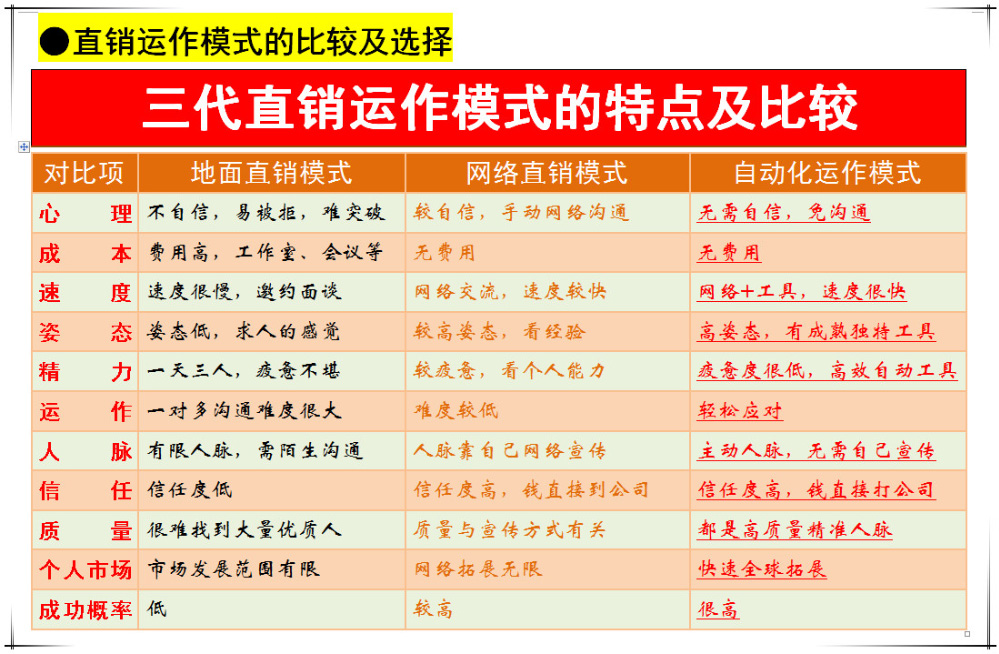 ●直销运作模式的比较及选择
三代直销运作模式的特点及比较
对比项 地面直销模式 网络直销模式 自动化运作模式
心理 不自信，易被拒，难突破 较自信，手动网络沟通 无需自信，免沟通
成本 费用高，工作室、会议等 无费用 无费用
速度 速度很慢，邀约面谈 网络交流，速度较快 网络+工具，速度很快
姿态 姿态低，求人的感觉 较高姿态，看经验 高姿态，有成熟独特工具
精力 一天三人，疲惫不堪 较疲惫，看个人能力 疲惫度很低，高效自动工具
运作 一对多沟通难度很大 难度较低 轻松应对
人脉 有限人脉，需陌生沟通 人脉靠自己网络宣传 主动人脉，无需自己宣传
信任 信任度低 信任度高，钱直接到公司 信任度高，钱直接打公司
质量 很难找到大量优质人 质量与宣传方式有关 都是高质量精准人脉
个人市场 市场发展范围有限 网络拓展无限 快速全球拓展
成功概率 低 较高 很高